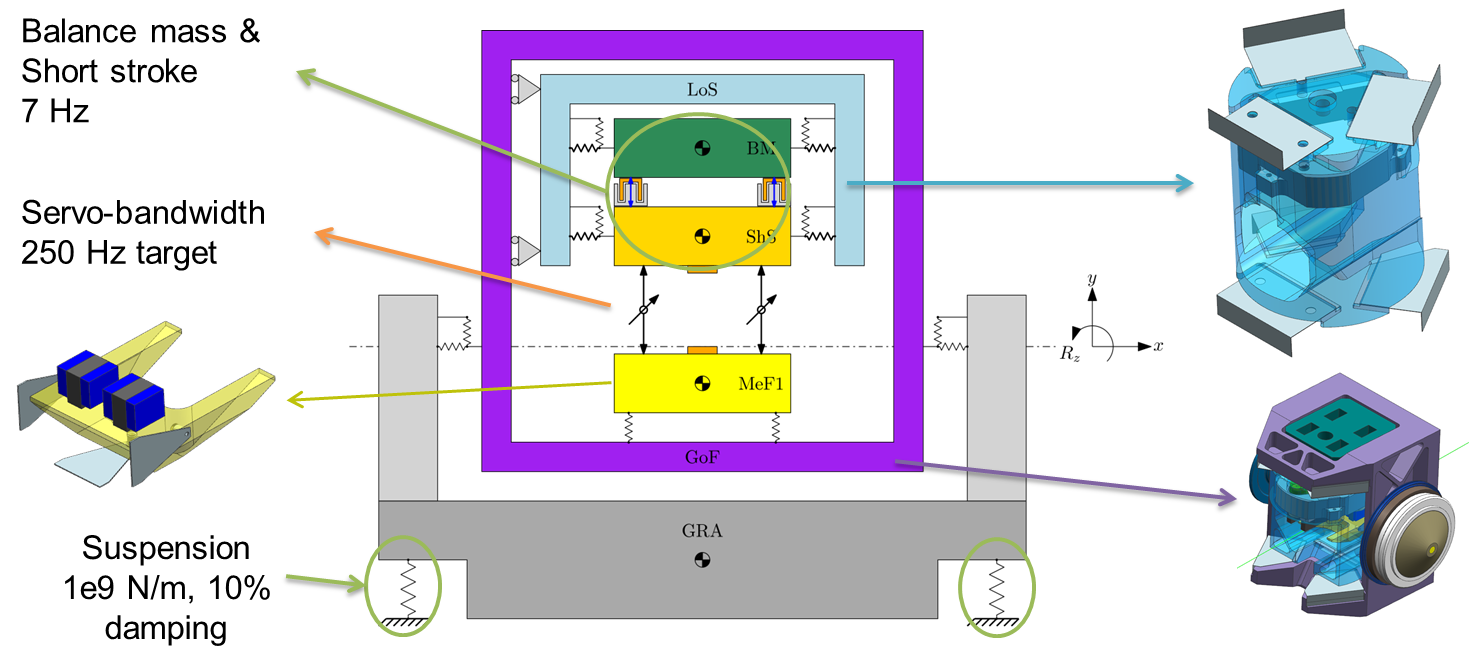 Balance mass &
Short stroke
7 Hz
Servo-bandwidth
250 Hz target
Suspension
1e9 N/m, 10%
damping
LoS
BM
ShS
MeF1
GoF
GRA
y
x
Rz